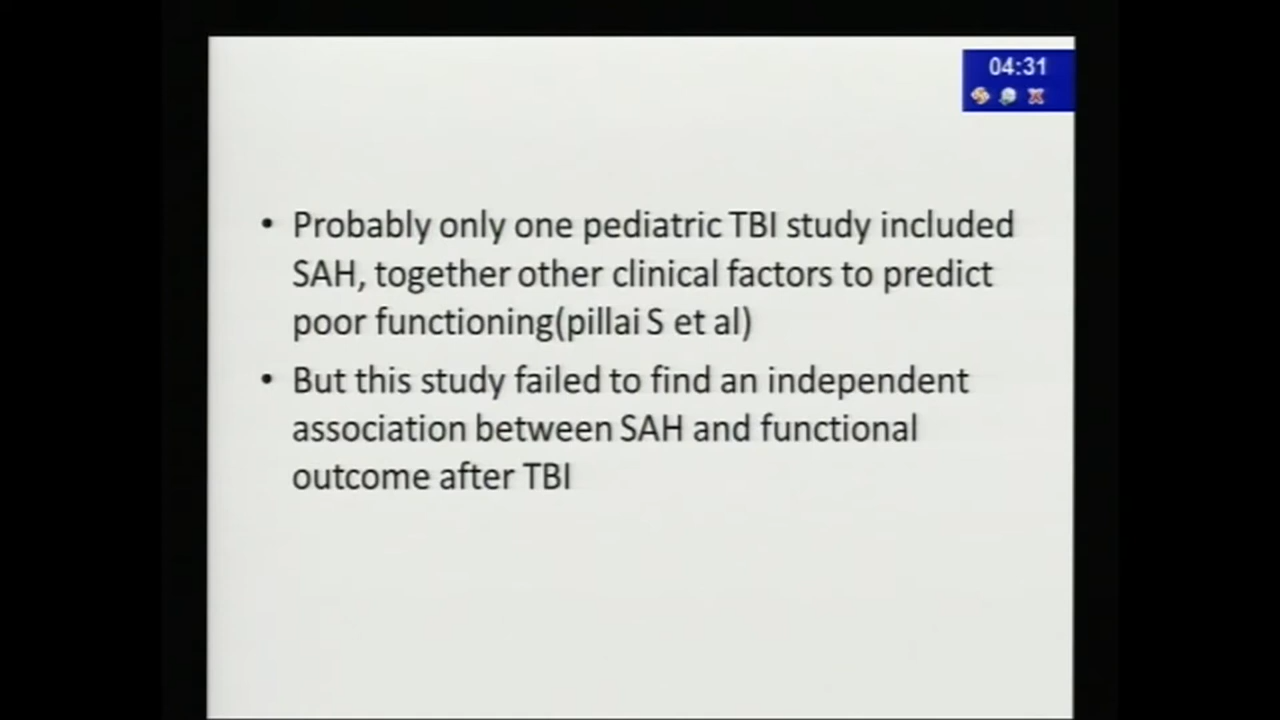 04:31
• Probably only one pediatric TBI study included
SAH, together other clinical factors to predict
poor functioning(pillai S et al)
• But this study failed to find an independent
association between SAH and functional
outcome after TBI